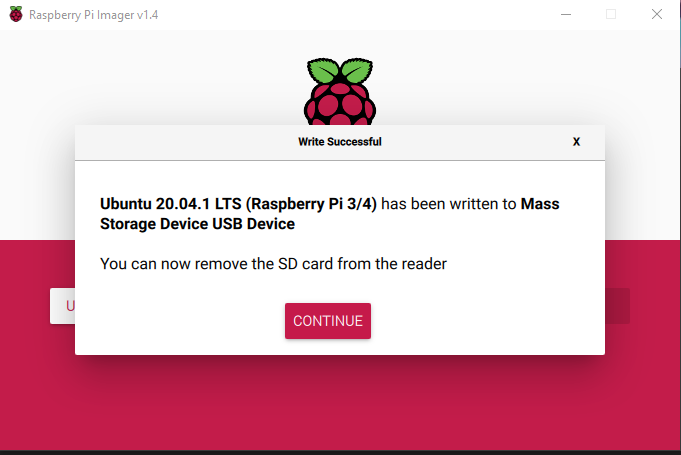 Raspberry Pi Imager v1.4
Write Successful
X
Ubuntu 20.04.1 LTS (Raspberry Pi 3/4) has been written to Mass
Storage Device USB Device
You can now remove the SD card from the reader
U
CONTINUE